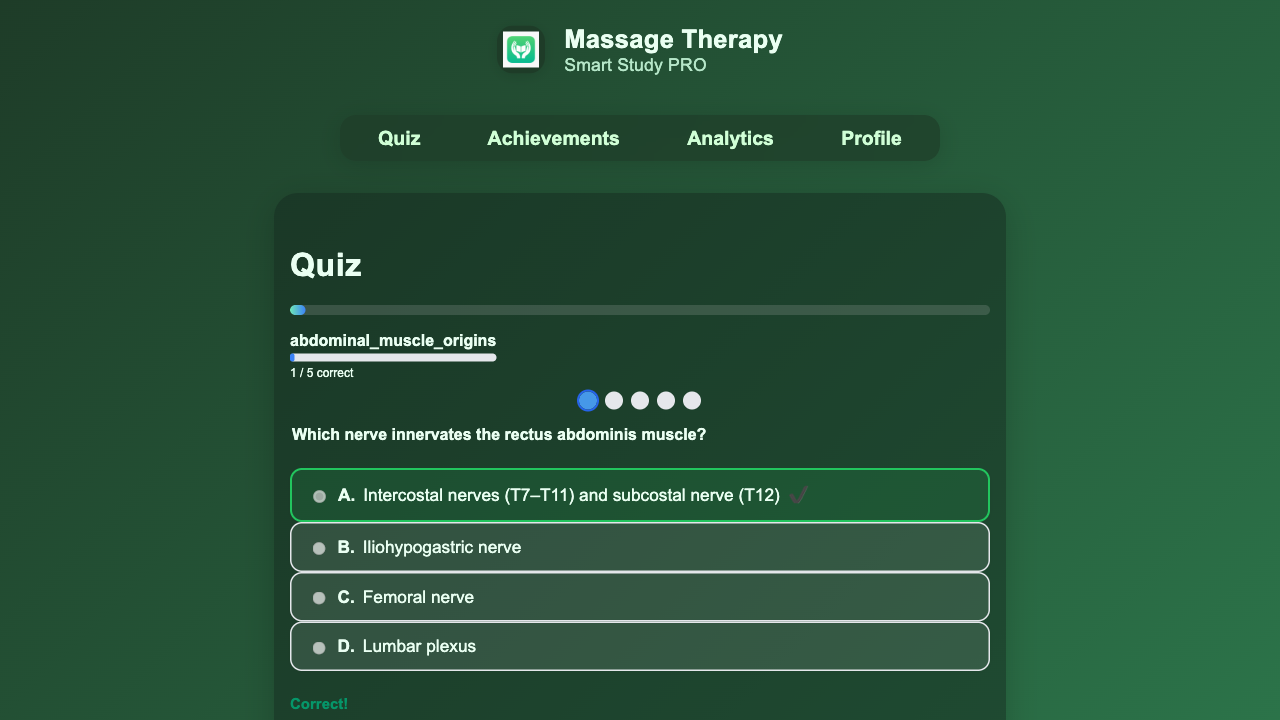 Massage Therapy
Smart Study PRO
Quiz
Achievements
Analytics
Profile
Quiz
abdominal_muscle_origins
1 / 5 correct
Which nerve innervates the rectus abdominis muscle?
A. Intercostal nerves (T7–T11) and subcostal nerve (T12) ✔
B. Iliohypogastric nerve
C. Femoral nerve
D. Lumbar plexus
Correct!